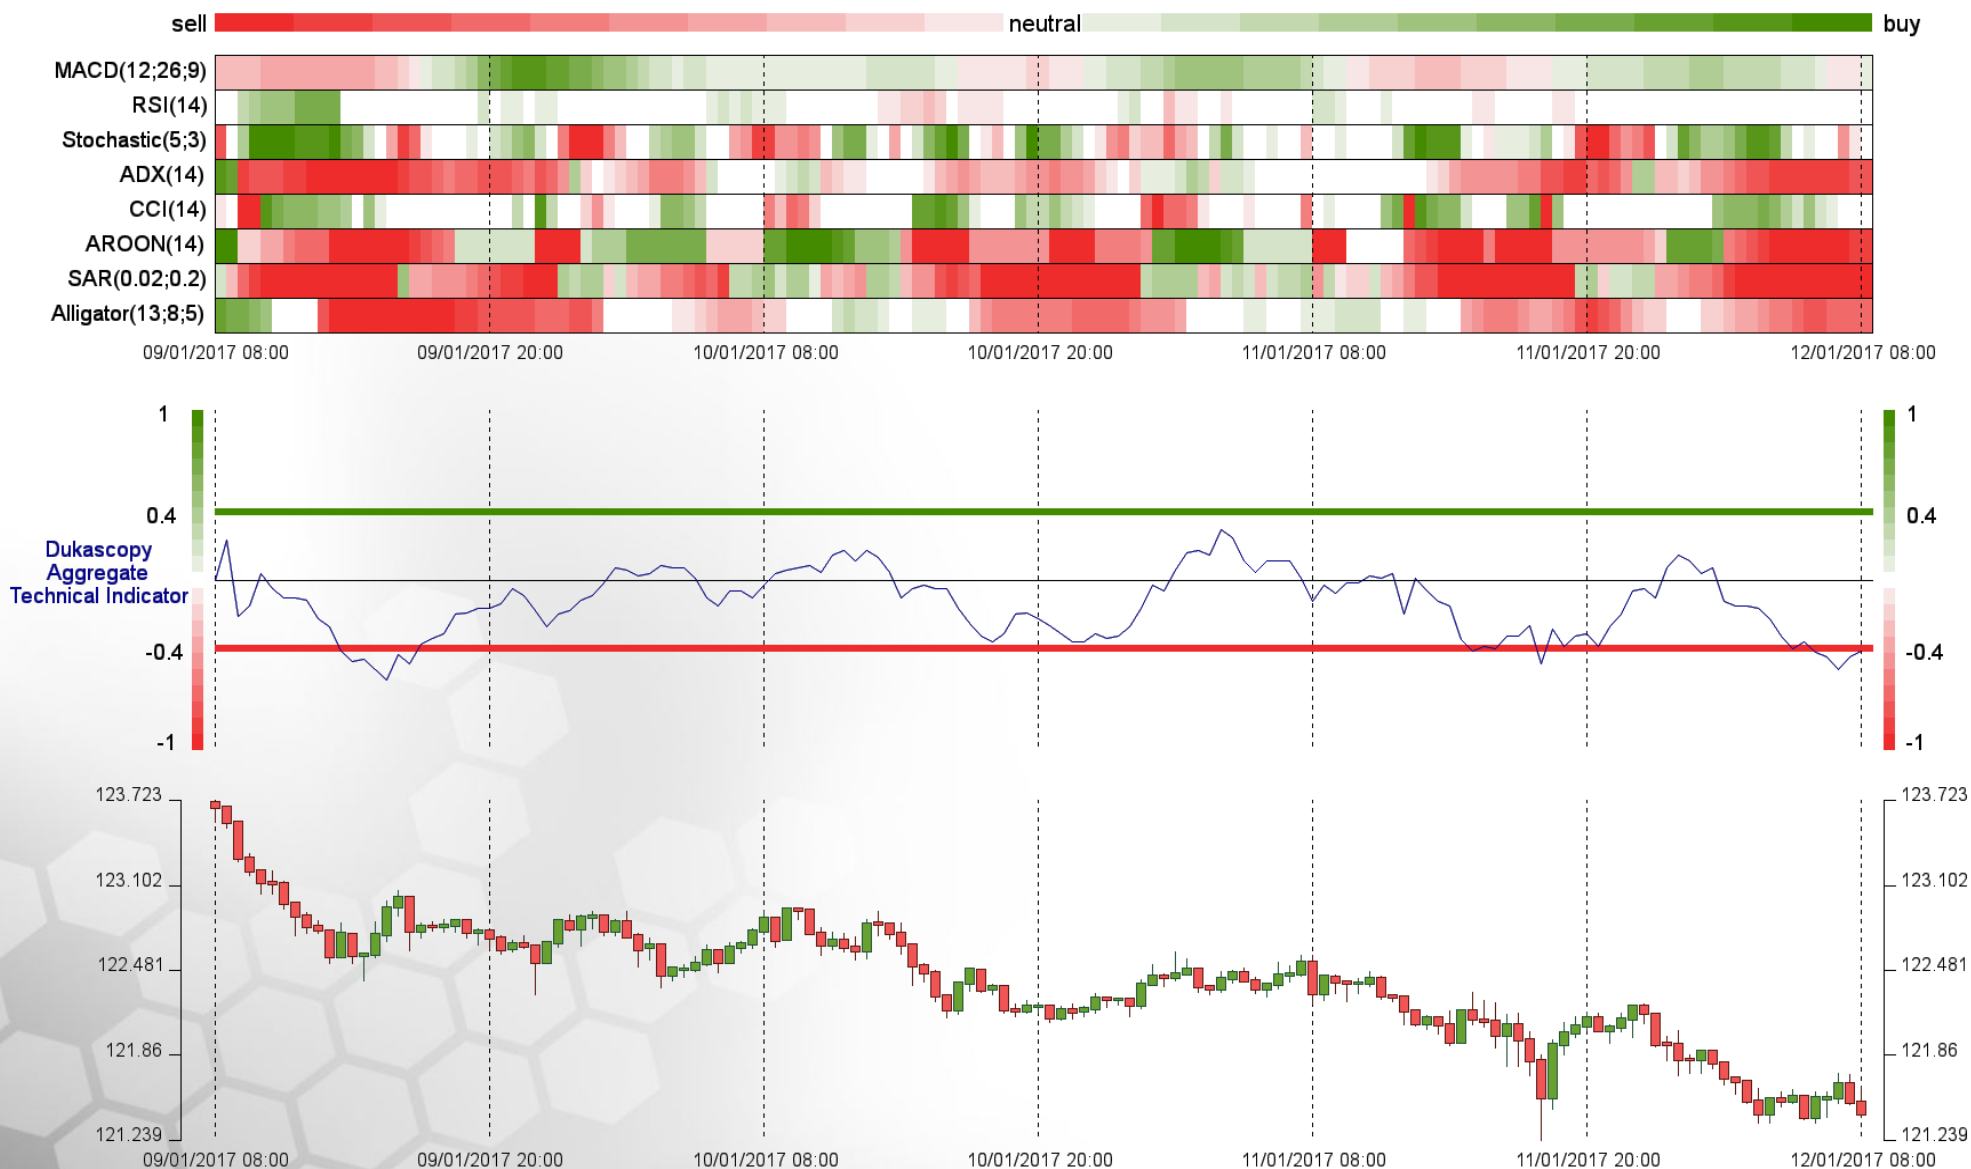 sell neutral buy
MACD(12;26;9)
RSI(14)
Stochastic(5;3)
ADX(14)
CCI(14)
AROON(14)
SAR(0.02;0.2)
Alligator(13;8;5)
09/01/2017 08:00 09/01/2017 20:00 10/01/2017 08:00 10/01/2017 20:00 11/01/2017 08:00 11/01/2017 20:00 12/01/2017 08:00
1 1
0.4 0.4
Dukascopy
Aggregate
Technical Indicator
-0.4 -0.4
-1 -1
123.723 123.723
123.102 123.102
122.481 122.481
121.86 121.86
121.239 121.239
09/01/2017 08:00 09/01/2017 20:00 10/01/2017 08:00 10/01/2017 20:00 11/01/2017 08:00 11/01/2017 20:00 12/01/2017 08:00